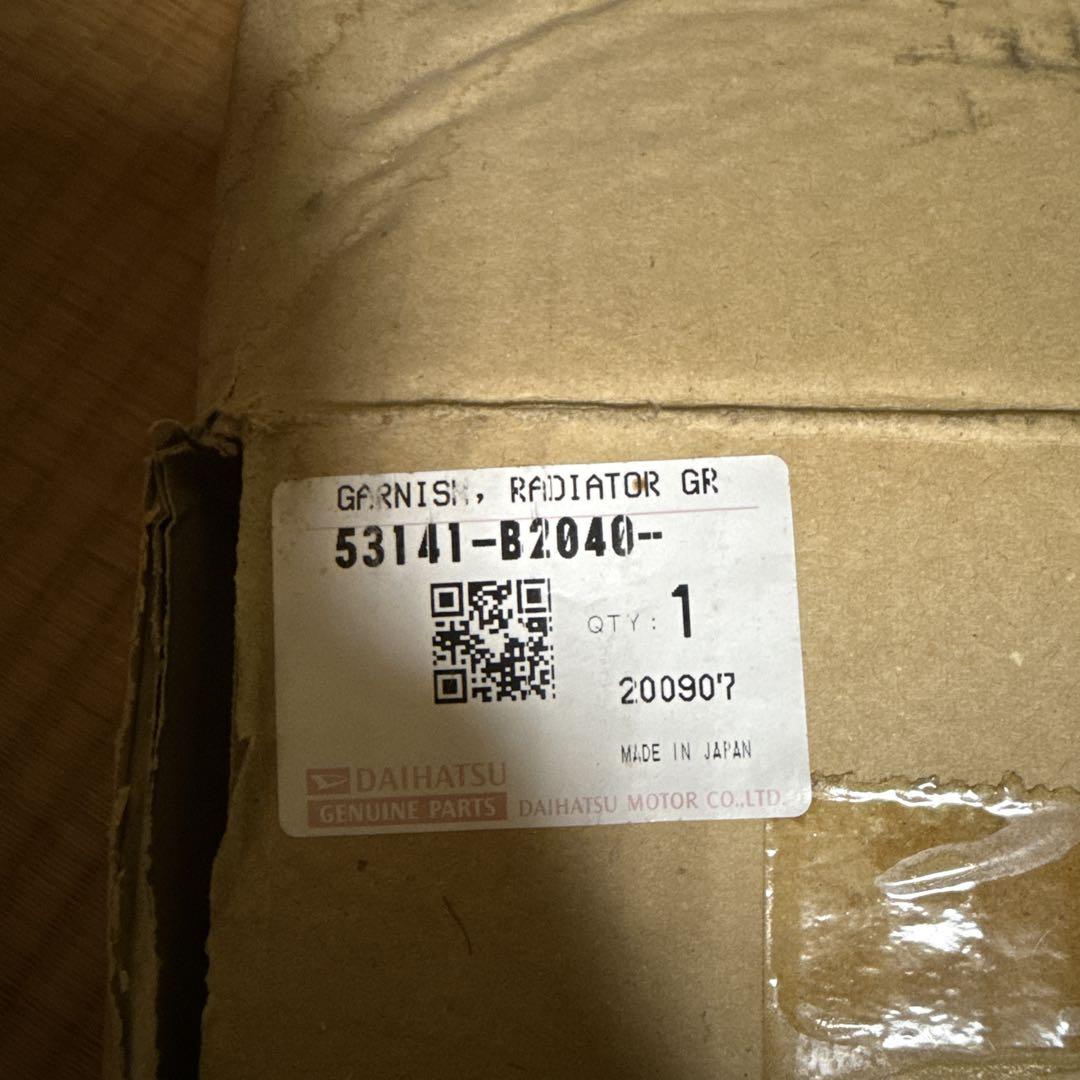 GARNISH, RADIATOR GR
53141-B2040--
QTY: 1
200907
MADE IN JAPAN
DAIHATSU
GENUINE PARTS DAIHATSU MOTOR CO.,LTD.